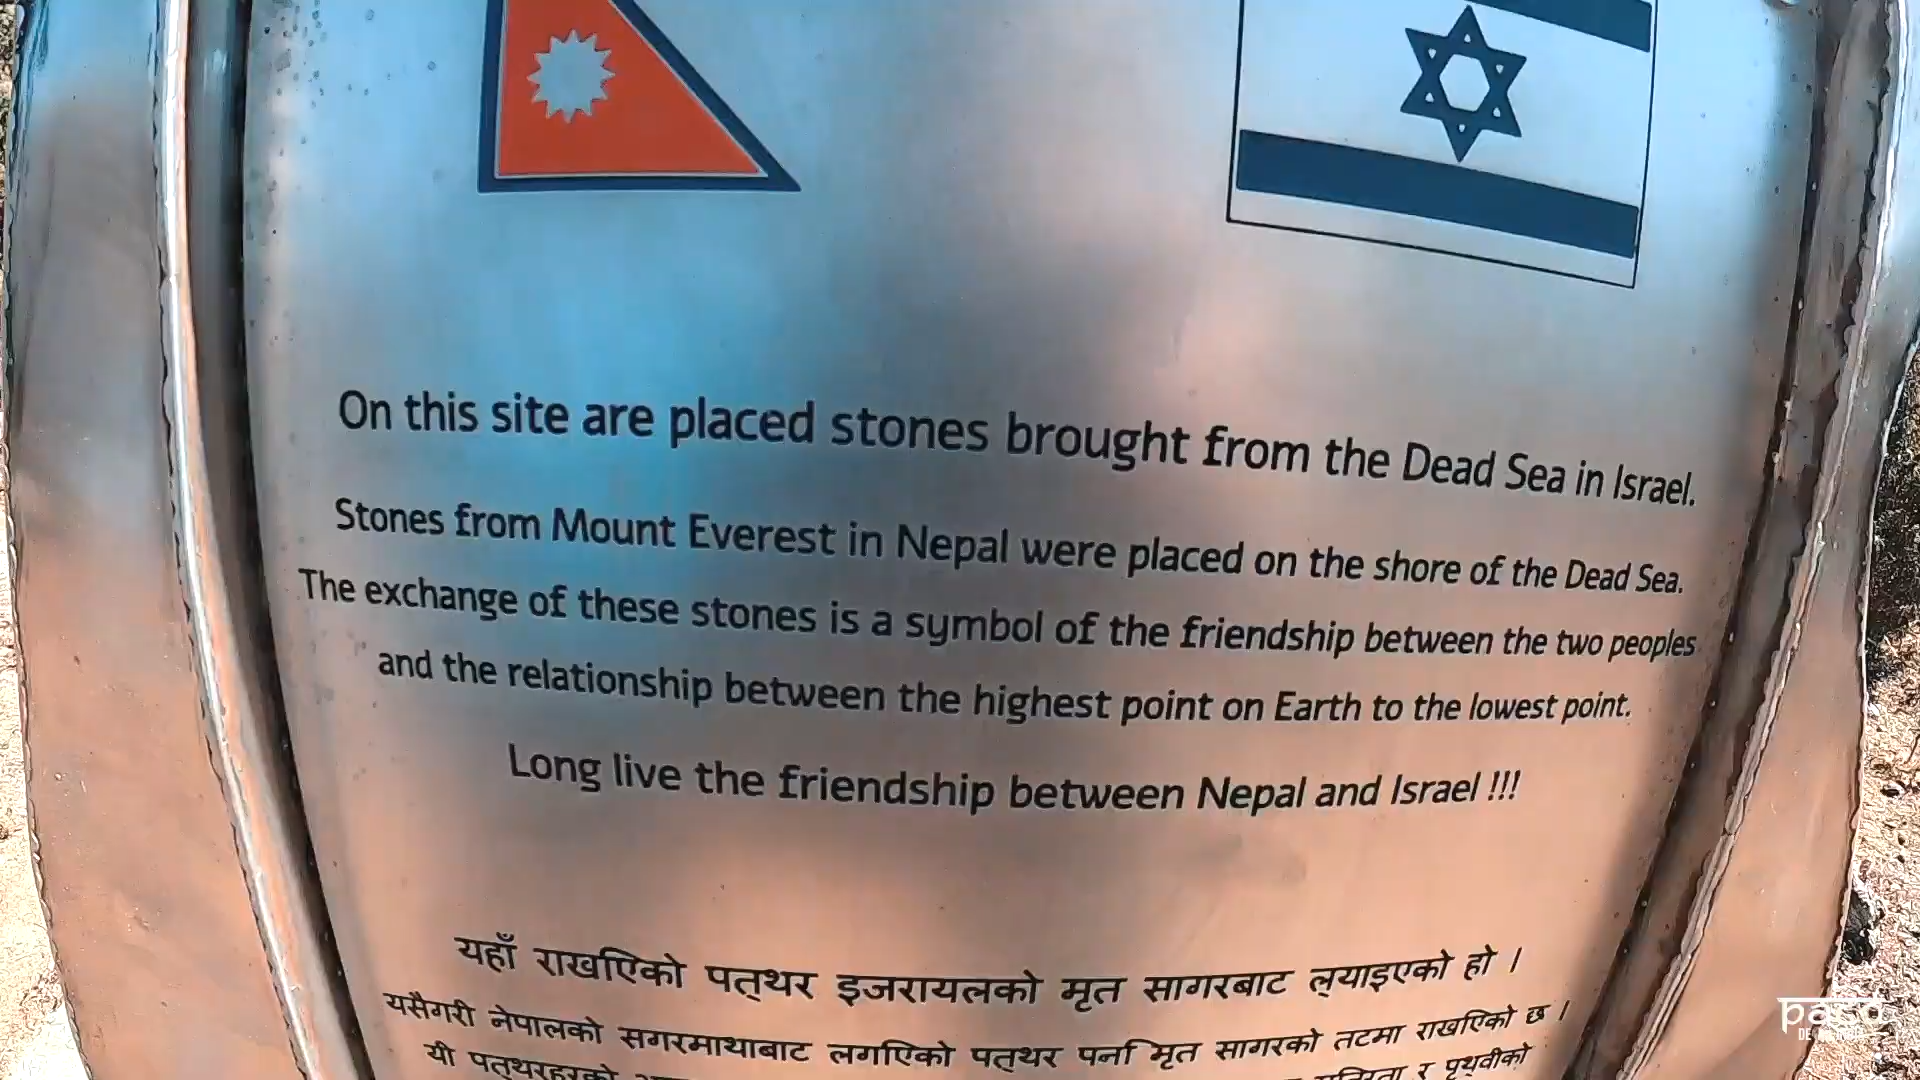 On this site are placed stones brought from the Dead Sea in Israel.
Stones from Mount Everest in Nepal were placed on the shore of the Dead Sea.
The exchange of these stones is a symbol of the friendship between the two peoples
and the relationship between the highest point on Earth to the lowest point.
Long live the friendship between Nepal and Israel !!!
यहाँ राखिएको पत्थर इजरायलको मृत सागरबाट ल्याइएको हो ।
यसैगरी नेपालको सगरमाथाबाट लगिएको पत्थर पनि मृत सागरको तटमा राखिएको छ ।
यी पत्थरहरुको र पृथ्वीको